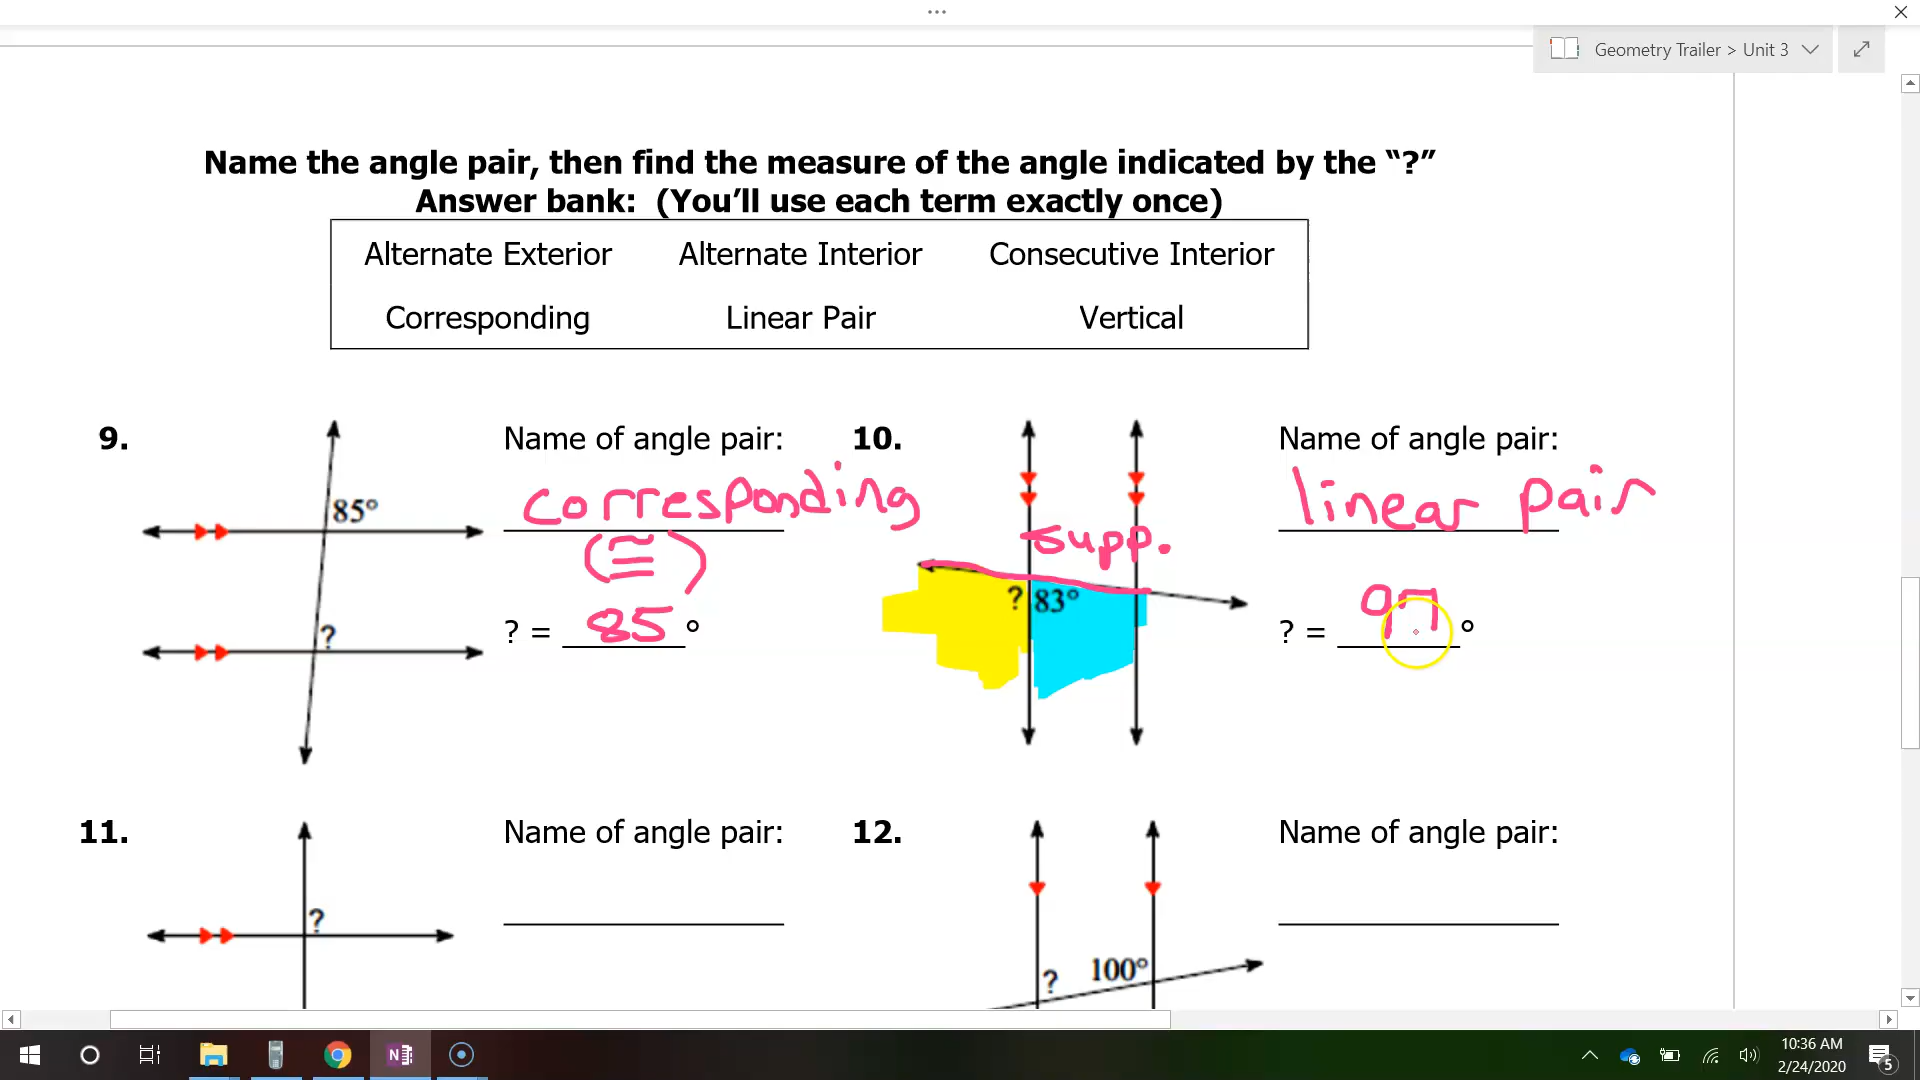 Geometry Trailer > Unit 3
Name the angle pair, then find the measure of the angle indicated by the “?”
Answer bank: (You’ll use each term exactly once)
Alternate Exterior Alternate Interior Consecutive Interior
Corresponding Linear Pair Vertical
9.
85°
?
Name of angle pair:
corresponding
(≅)
? = 85°
10.
supp.
? 83°
Name of angle pair:
linear pair
? = 97°
11.
?
Name of angle pair:
12.
? 100°
Name of angle pair:
10:36 AM
2/24/2020
5